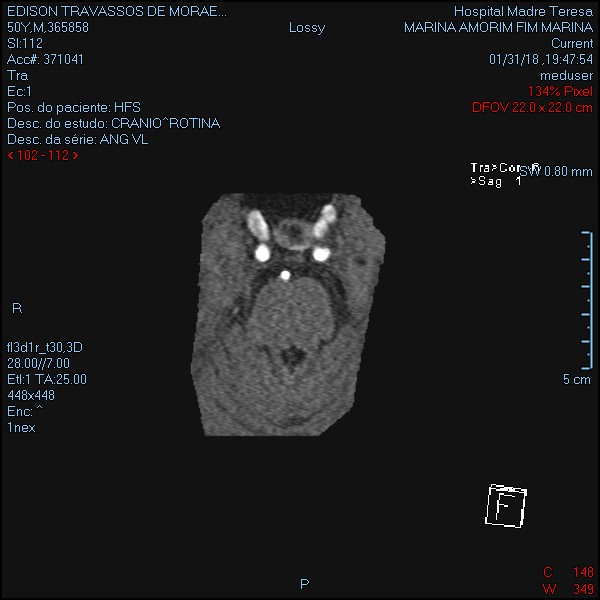 EDISON TRAVASSOS DE MORAE...
50Y,M,365858
Sl:112
Acc#: 371041
Tra
Ec:1
Pos. do paciente: HFS
Desc. do estudo: CRANIO^ROTINA
Desc. da série: ANG VL
< 102 - 112 >
Lossy
Hospital Madre Teresa
MARINA AMORIM FIM MARINA
Current
01/31/18 ,19:47:54
meduser
134% Pixel
DFOV 22.0 x 22.0 cm
Tra>Cor
SW 0.80 mm
>Sag 1
R
fl3d1r_t30,3D
28.00//7.00
Etl:1 TA:25.00
448x448
Enc: ^
1nex
5 cm
F
P
C 148
W 349